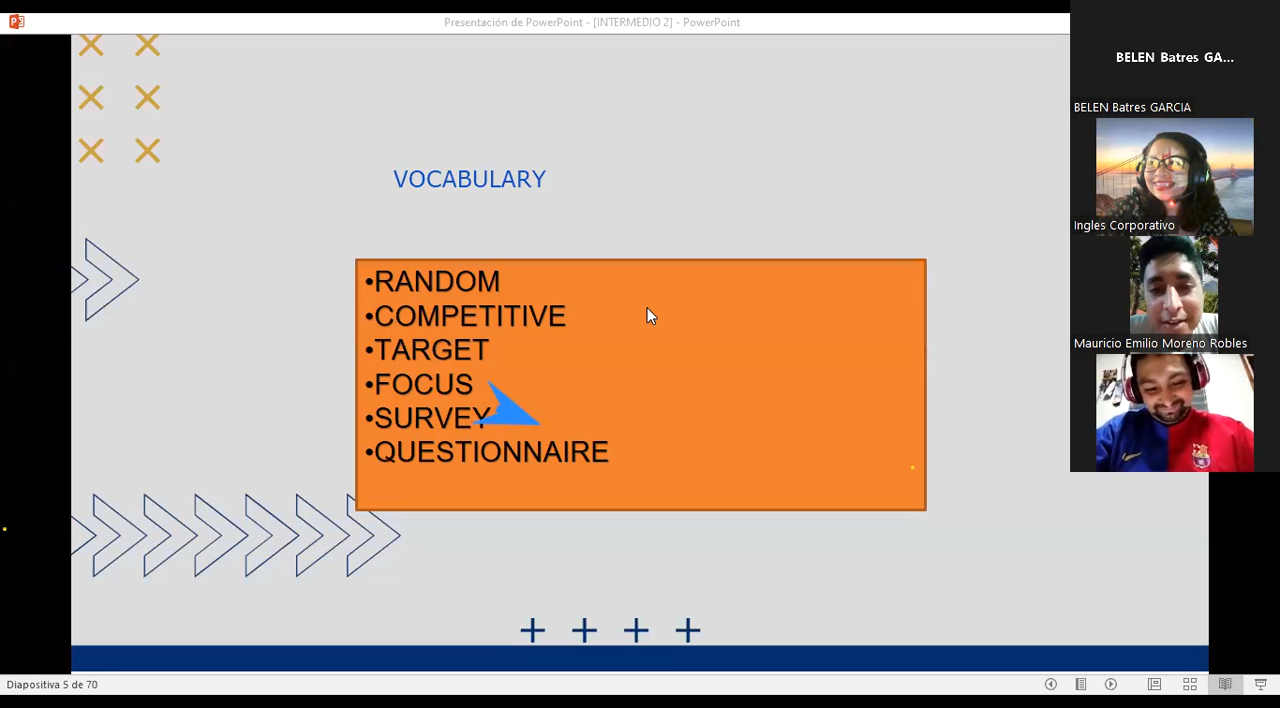 Presentación de PowerPoint - [INTERMEDIO 2] - PowerPoint
BELEN Batres GA...
BELEN Batres GARCIA
Ingles Corporativo
Mauricio Emilio Moreno Robles
VOCABULARY
•RANDOM
•COMPETITIVE
•TARGET
•FOCUS
•SURVEY
•QUESTIONNAIRE
Diapositiva 5 de 70